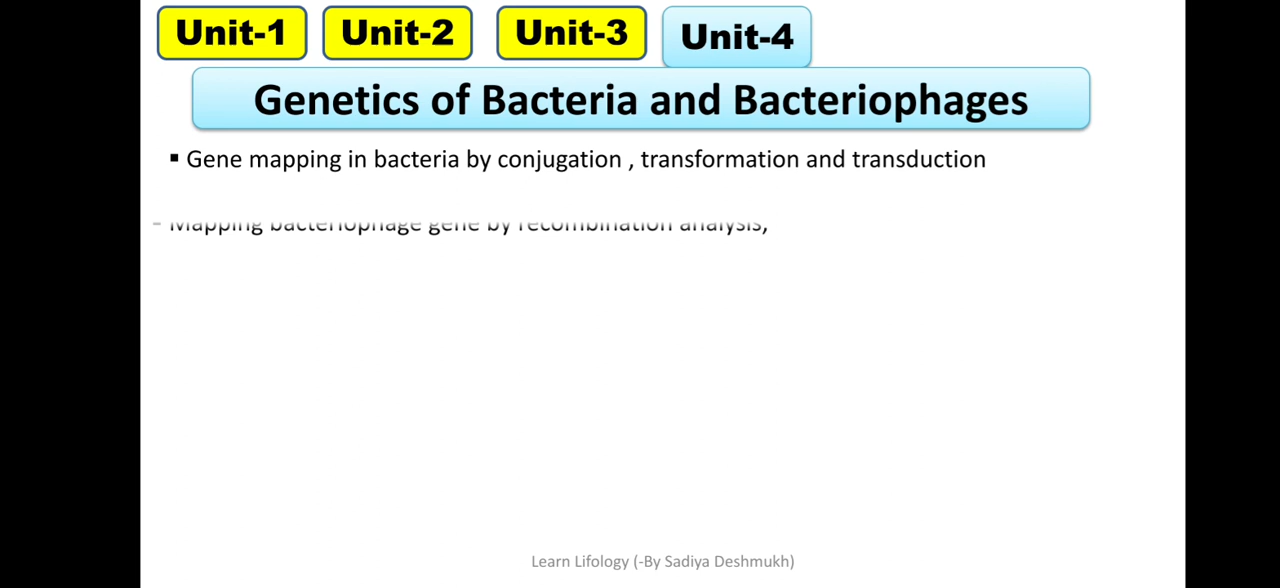 Unit-1 Unit-2 Unit-3 Unit-4
Genetics of Bacteria and Bacteriophages
▪ Gene mapping in bacteria by conjugation , transformation and transduction
- Mapping bacteriophage gene by recombination analysis,
Learn Lifology (-By Sadiya Deshmukh)